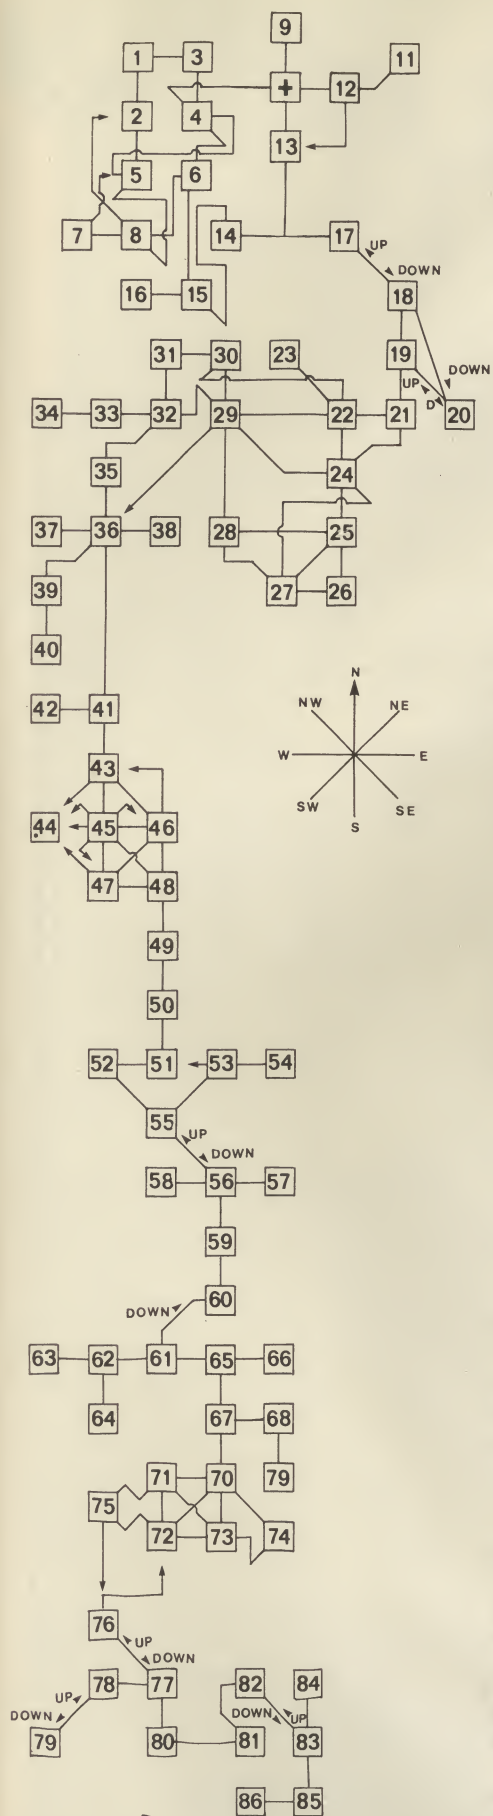 9
1 3 11
+ 12
2 4
13
5 6
7 8 14 17
UP
DOWN
18
16 15
31 30 23 19
DOWN
UP
D
34 33 32 29 22 21 20
35 24
37 36 38 28 25
39 27 26
40
N
NW NE
42 41
W E
43
SW SE
S
44 45 46
47 48
49
50
52 51 53 54
55
UP
DOWN
58 56 57
59
60
DOWN
63 62 61 65 66
64 67 68
71 70 79
75
72 73 74
76
UP
DOWN
78 77 82 84
UP
DOWN
DOWN
UP
79 80 81 83
86 85